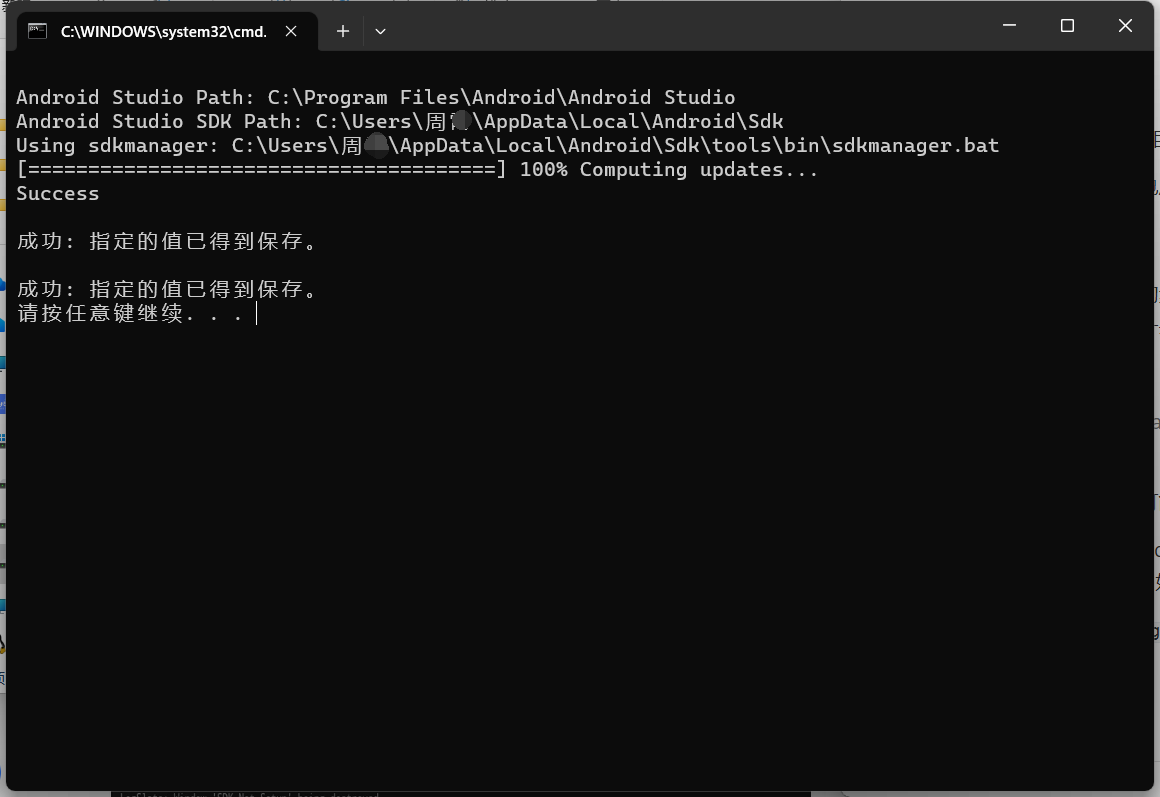 C:\WINDOWS\system32\cmd.
Android Studio Path: C:\Program Files\Android\Android Studio
Android Studio SDK Path: C:\Users\周\AppData\Local\Android\Sdk
Using sdkmanager: C:\Users\周\AppData\Local\Android\Sdk\tools\bin\sdkmanager.bat
[=======================================] 100% Computing updates...
Success
成功: 指定的值已得到保存。
成功: 指定的值已得到保存。
请按任意键继续. . .